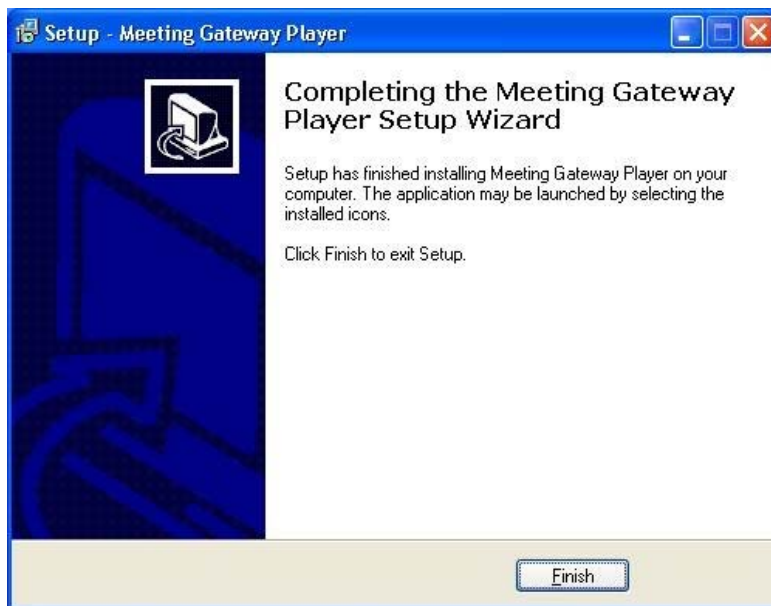 Setup - Meeting Gateway Player
Completing the Meeting Gateway
Player Setup Wizard
Setup has finished installing Meeting Gateway Player on your
computer. The application may be launched by selecting the
installed icons.
Click Finish to exit Setup.
Finish